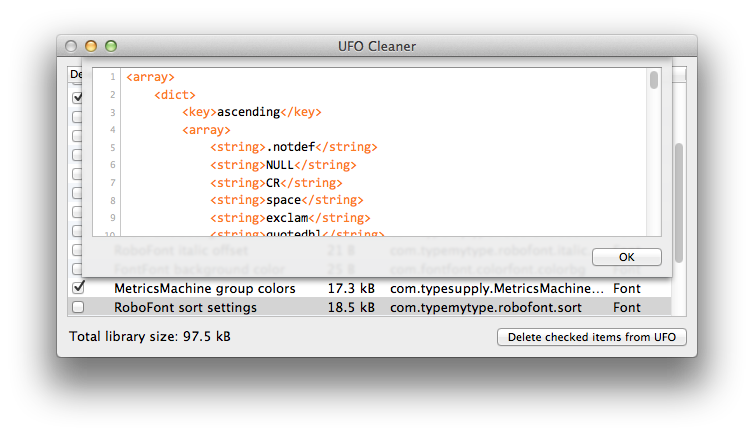 UFO Cleaner
De
1 <array>
2 <dict>
3 <key>ascending</key>
4 <array>
5 <string>.notdef</string>
6 <string>NULL</string>
7 <string>CR</string>
8 <string>space</string>
9 <string>exclam</string>
10 <string>quotedbl</string>
RoboFont italic offset 21 B com.typemytype.robofont.italic Font
FontFont background color 25 B com.fontfont.colorfont.colorbg Font
OK
MetricsMachine group colors 17.3 kB com.typesupply.MetricsMachine... Font
RoboFont sort settings 18.5 kB com.typemytype.robofont.sort Font
Total library size: 97.5 kB
Delete checked items from UFO